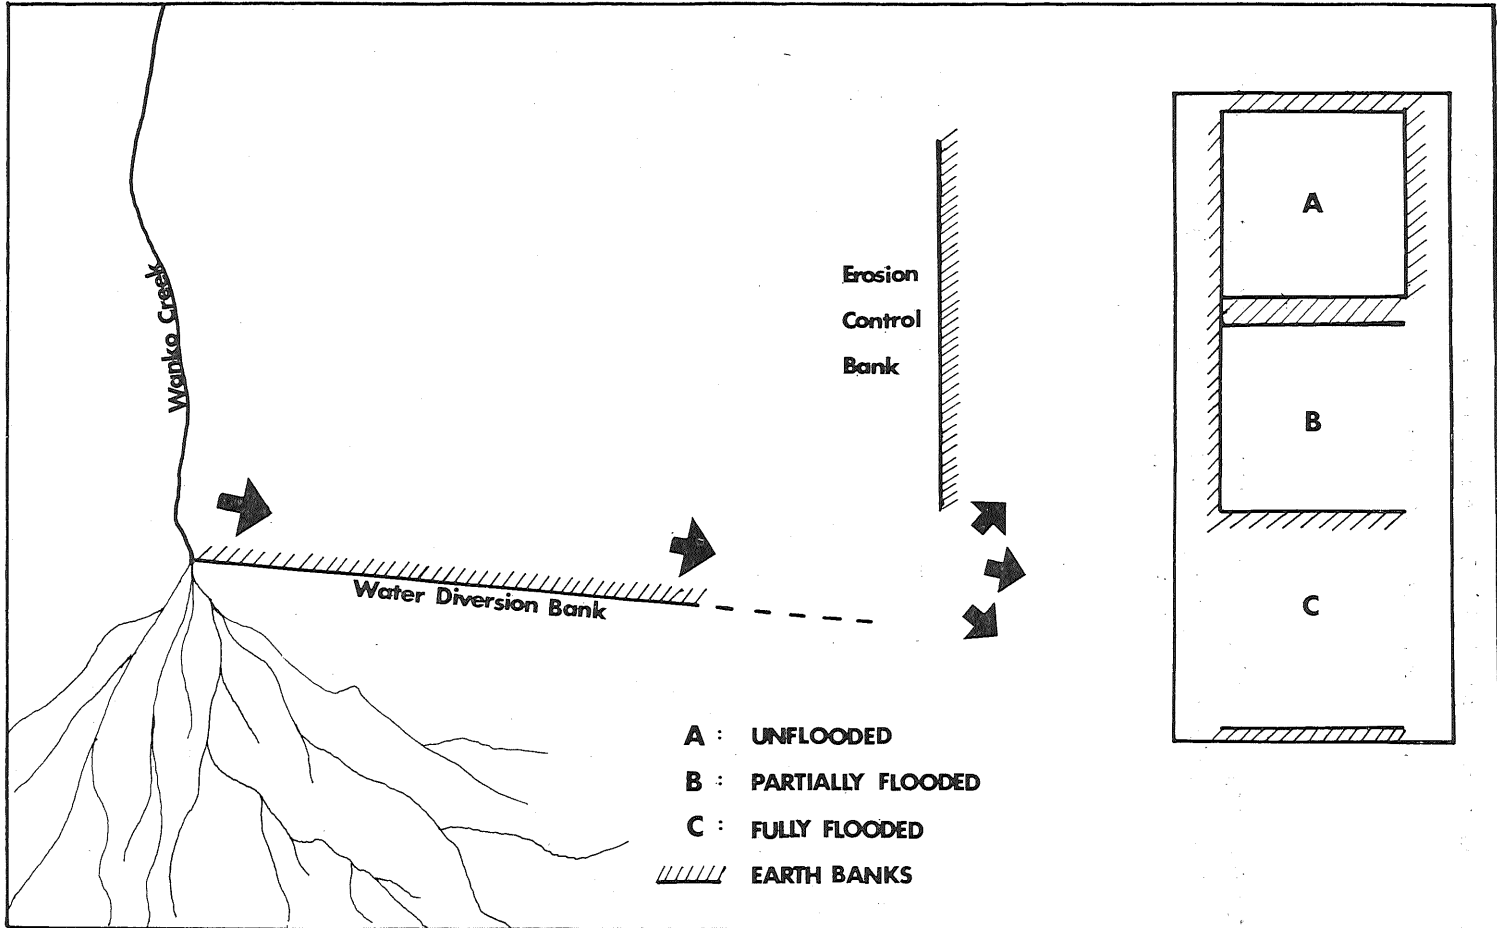 Wanko Creek
Erosion
Control
Bank
A
B
C
Water Diversion Bank
A : UNFLOODED
B : PARTIALLY FLOODED
C : FULLY FLOODED
EARTH BANKS